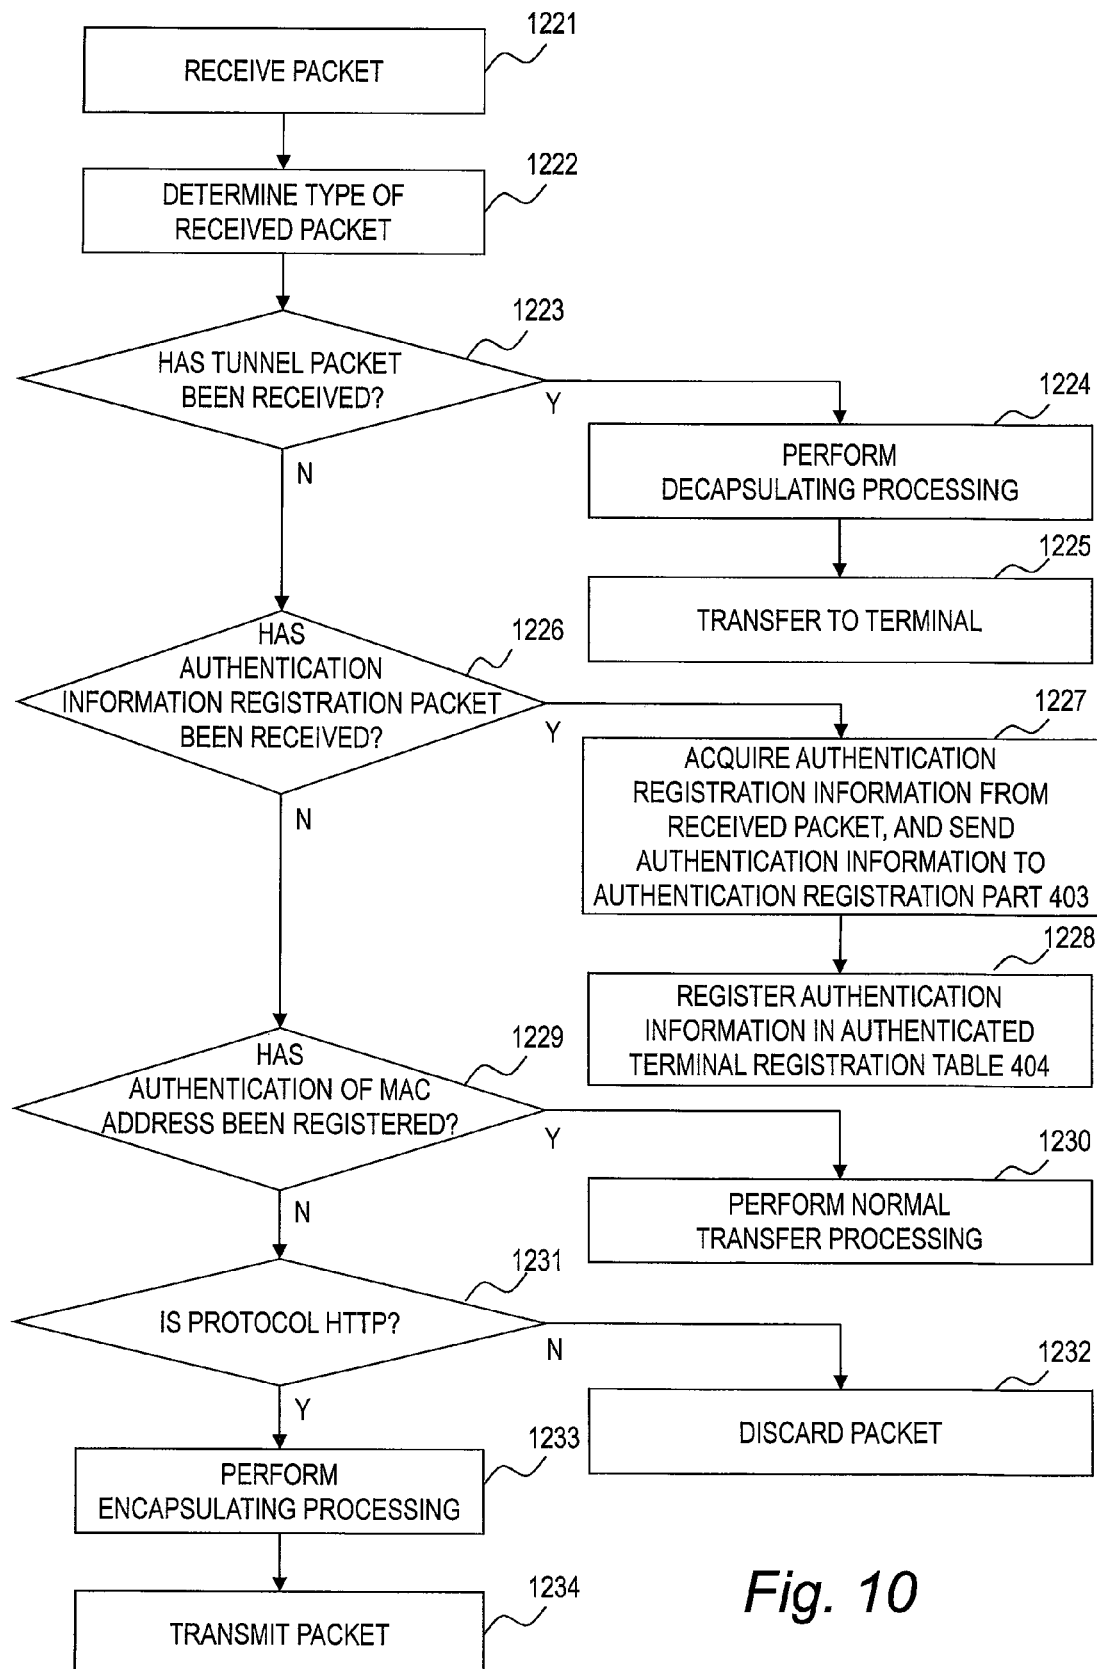 1221
RECEIVE PACKET
1222
DETERMINE TYPE OF
RECEIVED PACKET
1223
HAS TUNNEL PACKET
BEEN RECEIVED?
Y
N
1224
PERFORM
DECAPSULATING PROCESSING
1225
TRANSFER TO TERMINAL
1226
HAS
AUTHENTICATION
INFORMATION REGISTRATION PACKET
BEEN RECEIVED?
Y
N
1227
ACQUIRE AUTHENTICATION
REGISTRATION INFORMATION FROM
RECEIVED PACKET, AND SEND
AUTHENTICATION INFORMATION TO
AUTHENTICATION REGISTRATION PART 403
1228
REGISTER AUTHENTICATION
INFORMATION IN AUTHENTICATED
TERMINAL REGISTRATION TABLE 404
1229
HAS
AUTHENTICATION OF MAC
ADDRESS BEEN REGISTERED?
Y
N
1230
PERFORM NORMAL
TRANSFER PROCESSING
1231
IS PROTOCOL HTTP?
N
Y
1232
DISCARD PACKET
1233
PERFORM
ENCAPSULATING PROCESSING
1234
TRANSMIT PACKET
Fig. 10